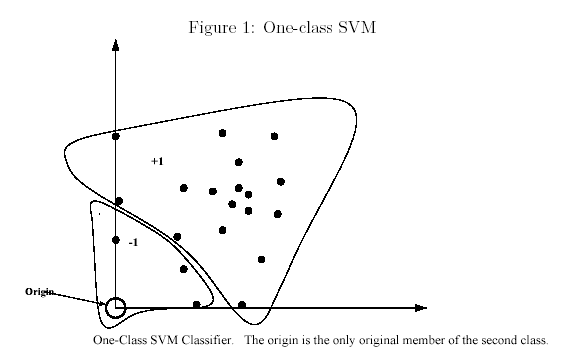 Figure 1: One-class SVM
+1
-1
Origin
One-Class SVM Classifier. The origin is the only original member of the second class.